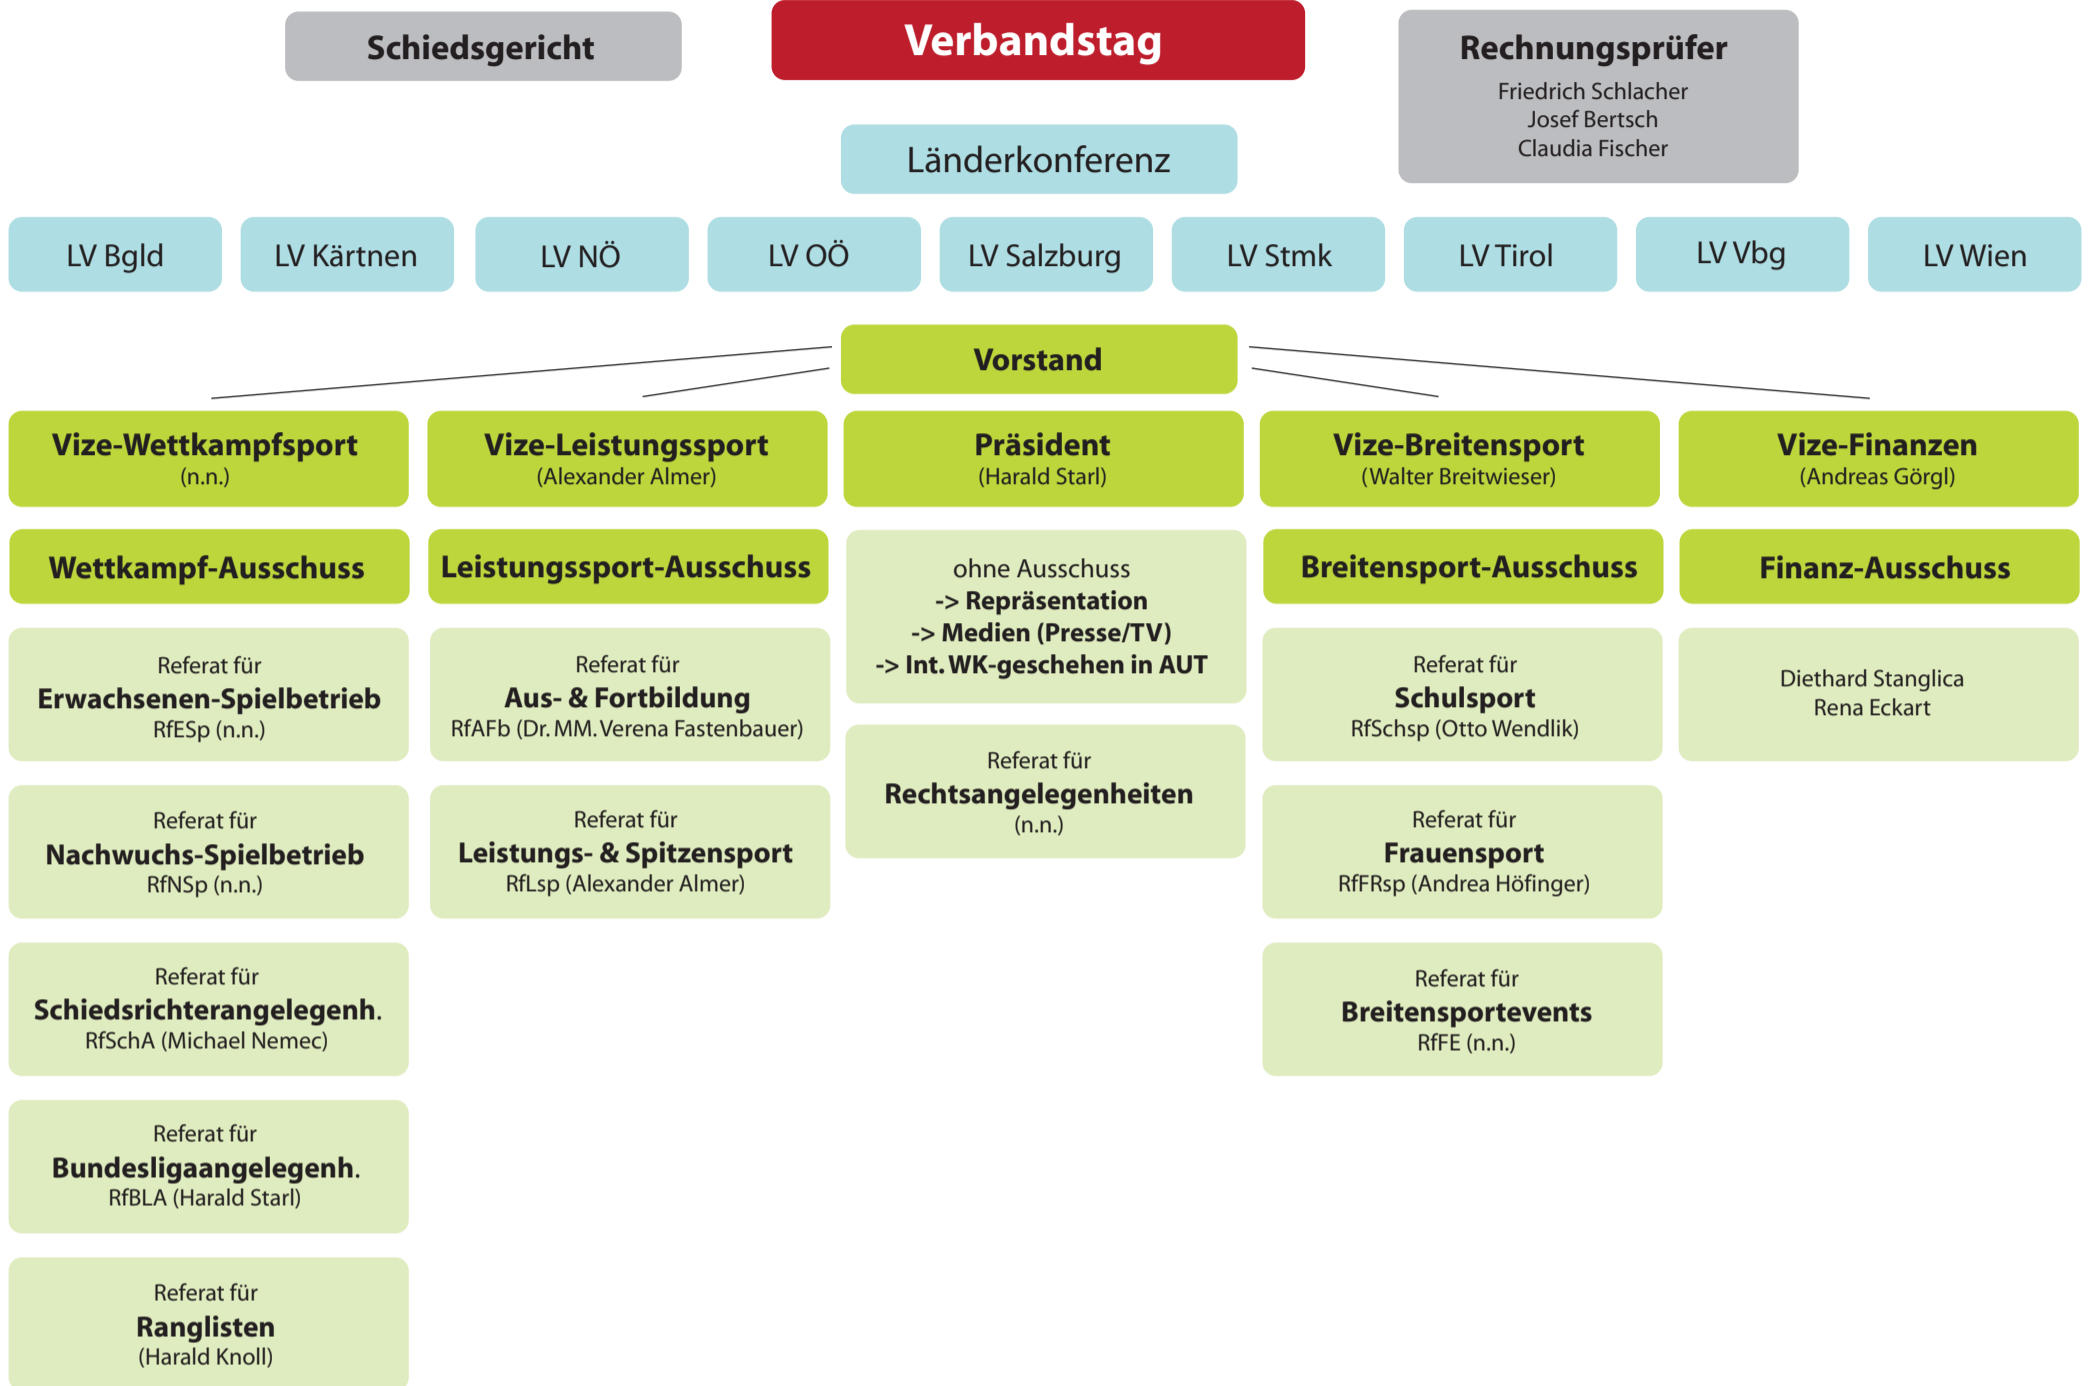 Schiedsgericht
Verbandstag
Rechnungsprüfer
Friedrich Schlacher
Josef Bertsch
Claudia Fischer
Länderkonferenz
LV Bgld
LV Kärtnen
LV NÖ
LV OÖ
LV Salzburg
LV Stmk
LV Tirol
LV Vbg
LV Wien
Vorstand
Vize-Wettkampfsport
(n.n.)
Vize-Leistungssport
(Alexander Almer)
Präsident
(Harald Starl)
Vize-Breitensport
(Walter Breitwieser)
Vize-Finanzen
(Andreas Görgl)
Wettkampf-Ausschuss
Referat für
Erwachsenen-Spielbetrieb
RfESp (n.n.)
Referat für
Nachwuchs-Spielbetrieb
RfNSp (n.n.)
Referat für
Schiedsrichterangelegenh.
RfSchA (Michael Nemec)
Referat für
Bundesligaangelegenh.
RfBLA (Harald Starl)
Referat für
Ranglisten
(Harald Knoll)
Leistungssport-Ausschuss
Referat für
Aus- & Fortbildung
RfAFb (Dr. MM. Verena Fastenbauer)
Referat für
Leistungs- & Spitzensport
RfLsp (Alexander Almer)
ohne Ausschuss
-> Repräsentation
-> Medien (Presse/TV)
-> Int. WK-geschehen in AUT
Referat für
Rechtsangelegenheiten
(n.n.)
Breitensport-Ausschuss
Referat für
Schulsport
RfSchsp (Otto Wendlik)
Referat für
Frauensport
RfFRsp (Andrea Höfinger)
Referat für
Breitensportevents
RfFE (n.n.)
Finanz-Ausschuss
Diethard Stanglica
Rena Eckart